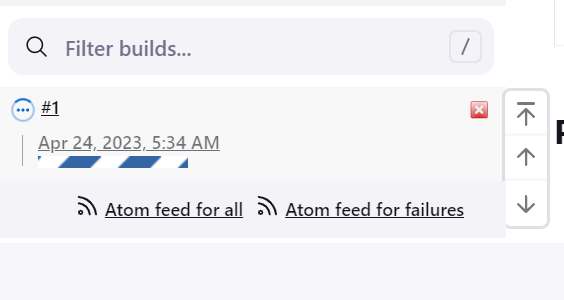 Filter builds...
/
#1
Apr 24, 2023, 5:34 AM
Atom feed for all
Atom feed for failures